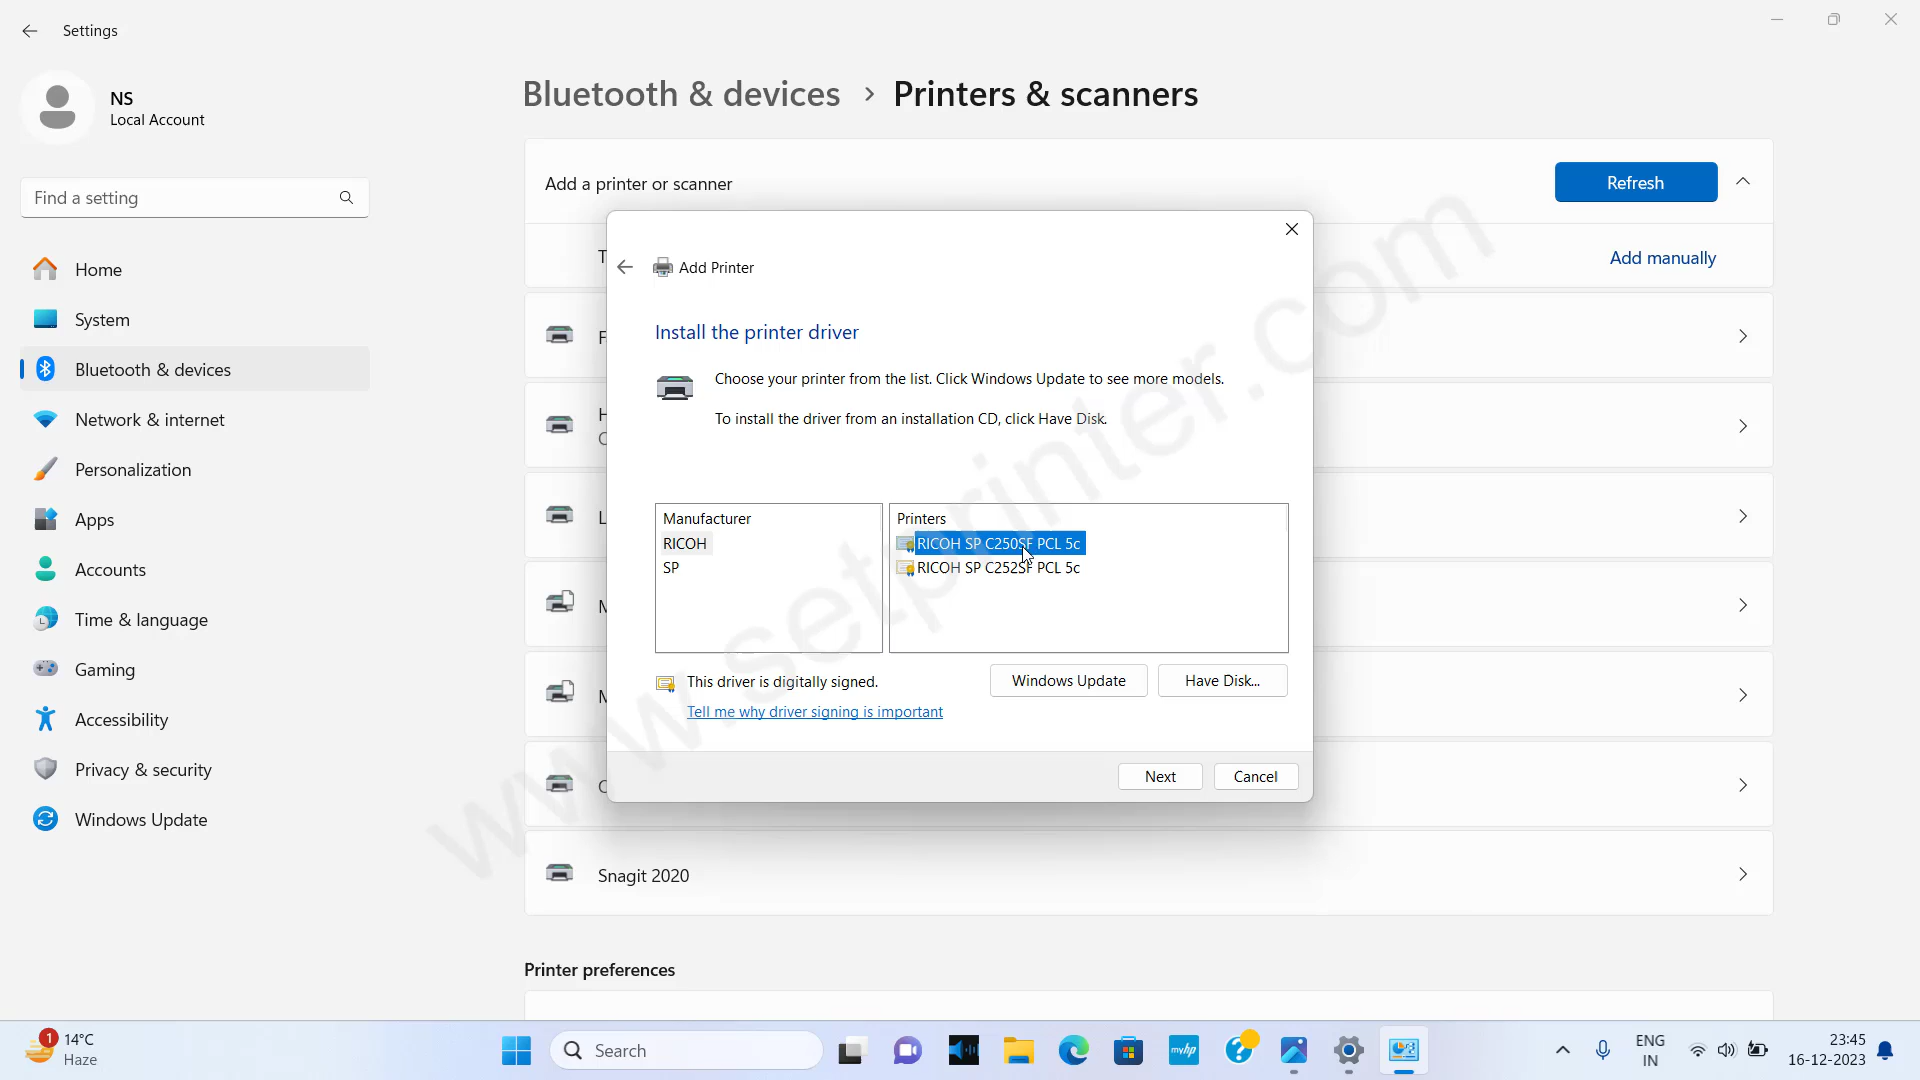 Settings
NS
Local Account
Find a setting
Home
System
Bluetooth & devices
Network & internet
Personalization
Apps
Accounts
Time & language
Gaming
Accessibility
Privacy & security
Windows Update
Bluetooth & devices > Printers & scanners
Add a printer or scanner
Refresh
T
Add manually
F
H
C
L
M
M
O
Snagit 2020
Printer preferences
Add Printer
Install the printer driver
Choose your printer from the list. Click Windows Update to see more models.
To install the driver from an installation CD, click Have Disk.
Manufacturer
RICOH
SP
Printers
RICOH SP C250SF PCL 5c
RICOH SP C252SF PCL 5c
This driver is digitally signed.
Tell me why driver signing is important
Windows Update
Have Disk...
Next
Cancel
www.setprinter.com
1
14°C
Haze
Search
myhp
ENG
IN
23:45
16-12-2023